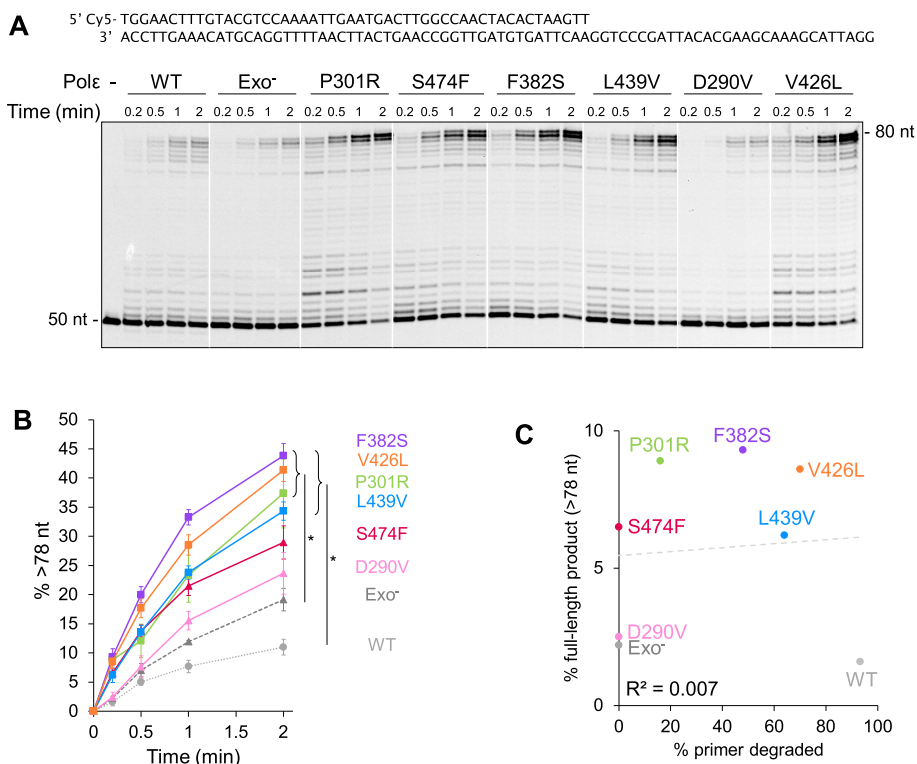 A
5' Cy5- TGGAACTTTGTACGTCCAAAATTGAATGACTTGGCCAACTACACTAAGTT
3' ACCTTGAAACATGCAGGTTTTAACTTACTGAACCGGTTGATGTGATTCAAGGTCCCGATTACACGAAGCAAAGCATTAGG
Polε - WT Exo- P301R S474F F382S L439V D290V V426L
Time (min) 0.2 0.5 1 2 0.2 0.5 1 2 0.2 0.5 1 2 0.2 0.5 1 2 0.2 0.5 1 2 0.2 0.5 1 2 0.2 0.5 1 2 0.2 0.5 1 2
- 80 nt
50 nt -
B
% >78 nt
50
45
40
35
30
25
20
15
10
5
0
0 0.5 1 1.5 2
Time (min)
F382S
V426L
P301R
L439V
S474F
D290V
Exo-
WT
*
*
C
% full-length product (>78 nt)
10
5
0
P301R
F382S
V426L
S474F
L439V
D290V
Exo-
WT
R² = 0.007
0 20 40 60 80 100
% primer degraded